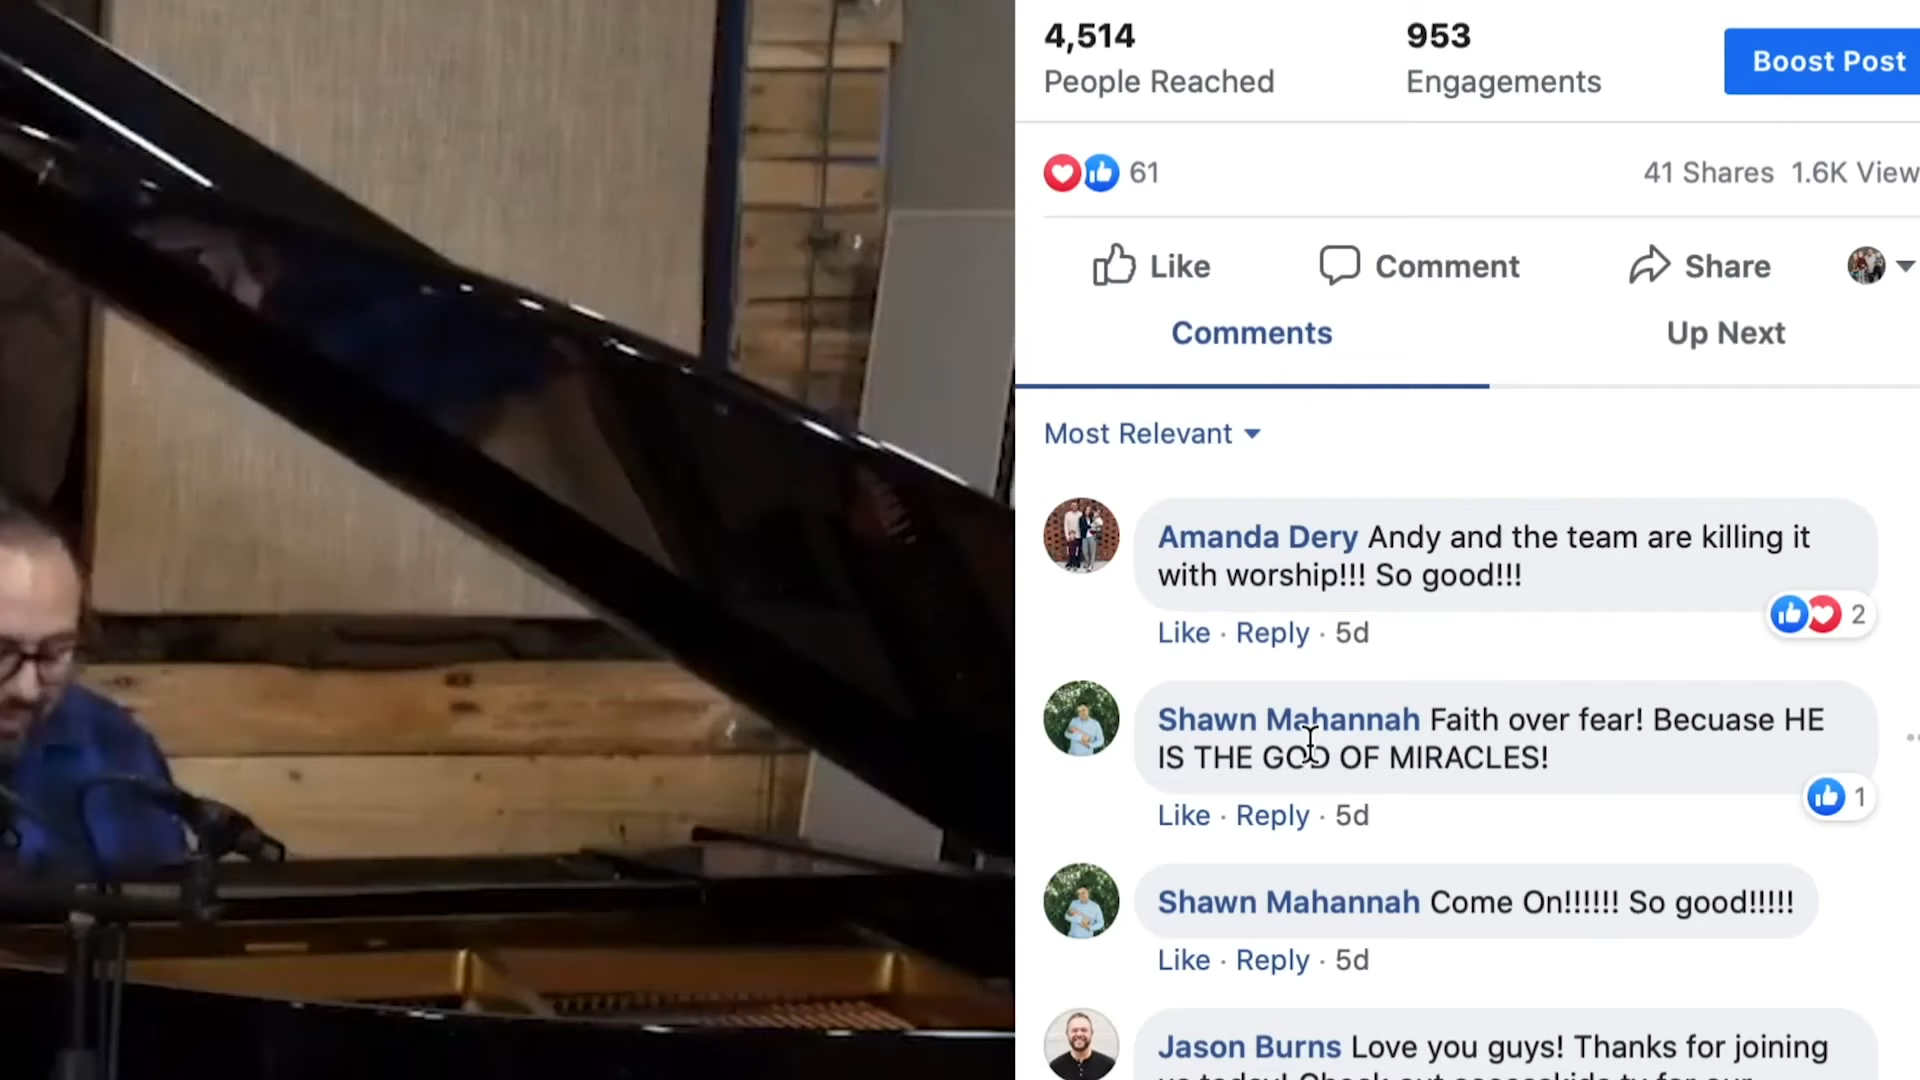 4,514
953
Boost Post
People Reached
Engagements
61
41 Shares 1.6K View
Like
Comment
Share
Comments
Up Next
Most Relevant
Amanda Dery Andy and the team are killing it
with worship!!! So good!!!
2
Like · Reply · 5d
Shawn Mahannah Faith over fear! Becuase HE
IS THE GOD OF MIRACLES!
1
Like · Reply · 5d
Shawn Mahannah Come On!!!!!! So good!!!!!
Like · Reply · 5d
Jason Burns Love you guys! Thanks for joining